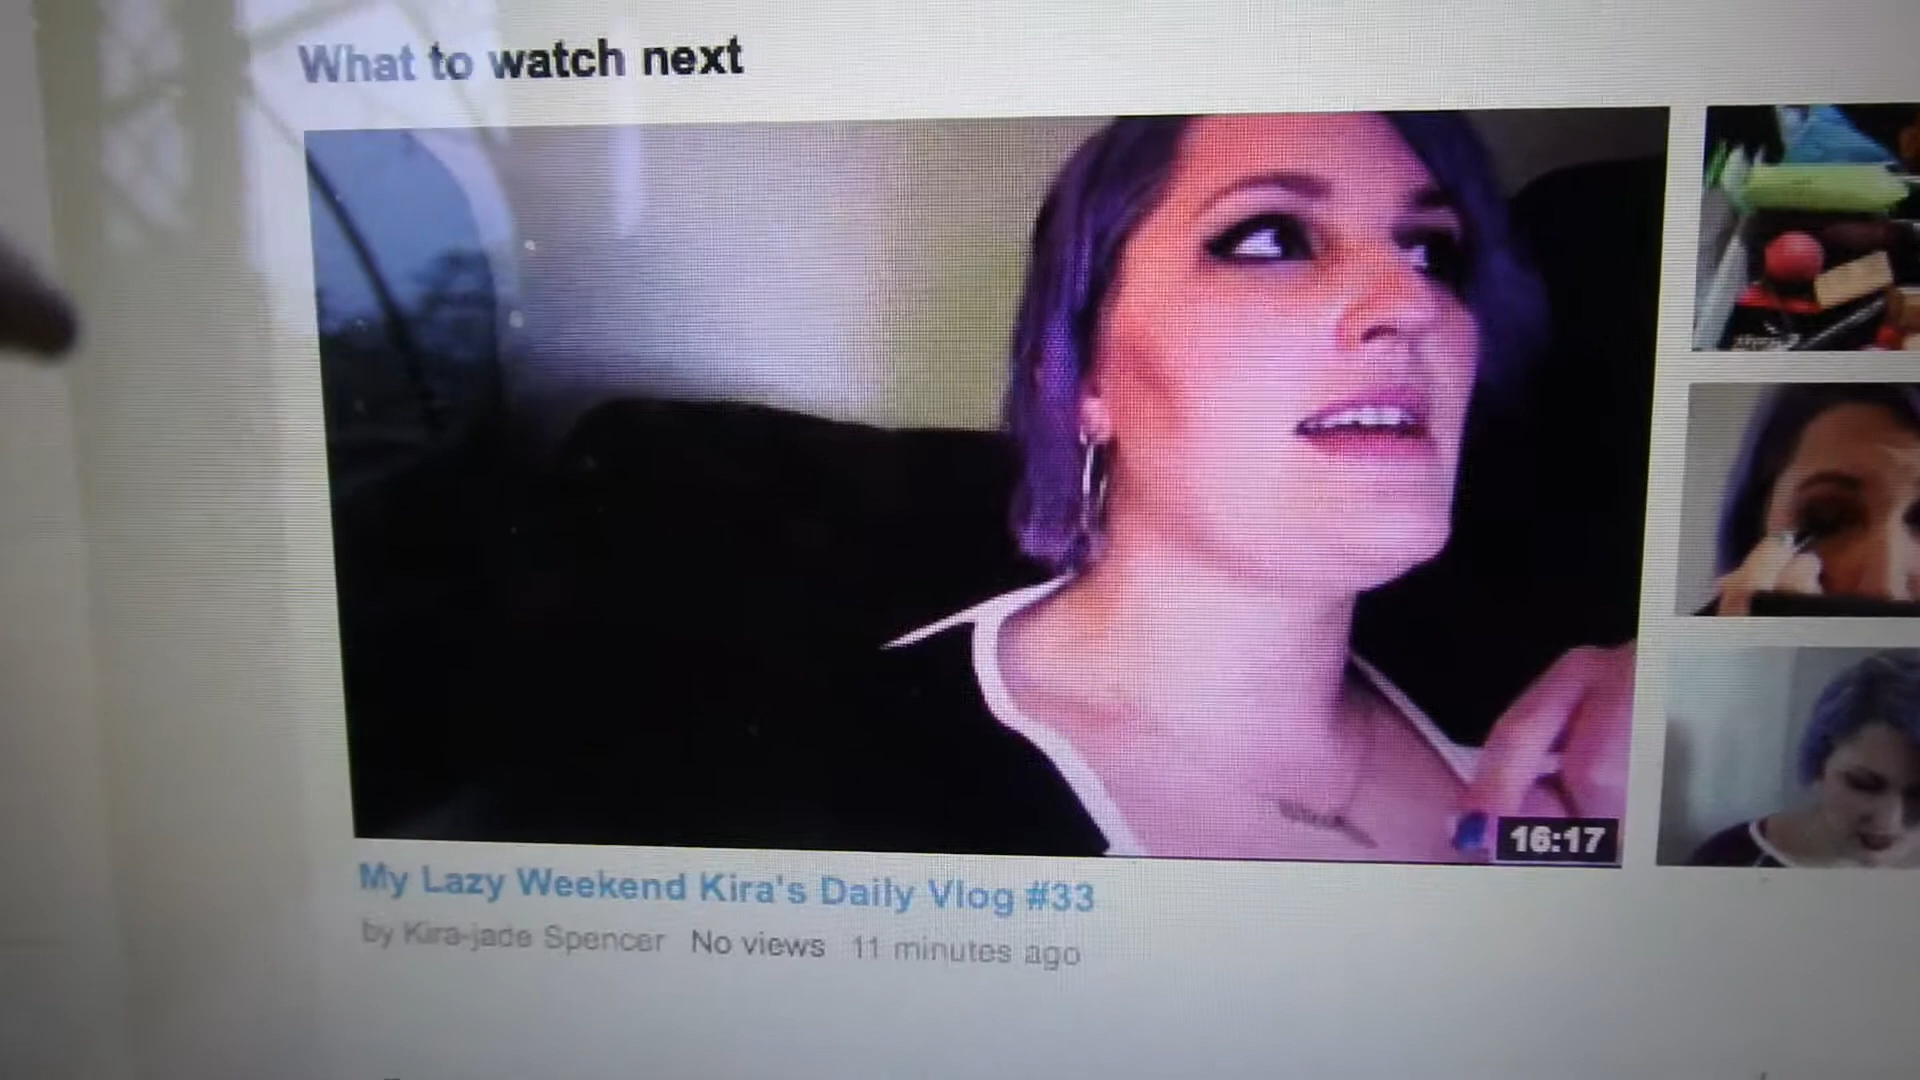 What to watch next
16:17
My Lazy Weekend Kira's Daily Vlog #33
by Kira-jade Spencer No views 11 minutes ago